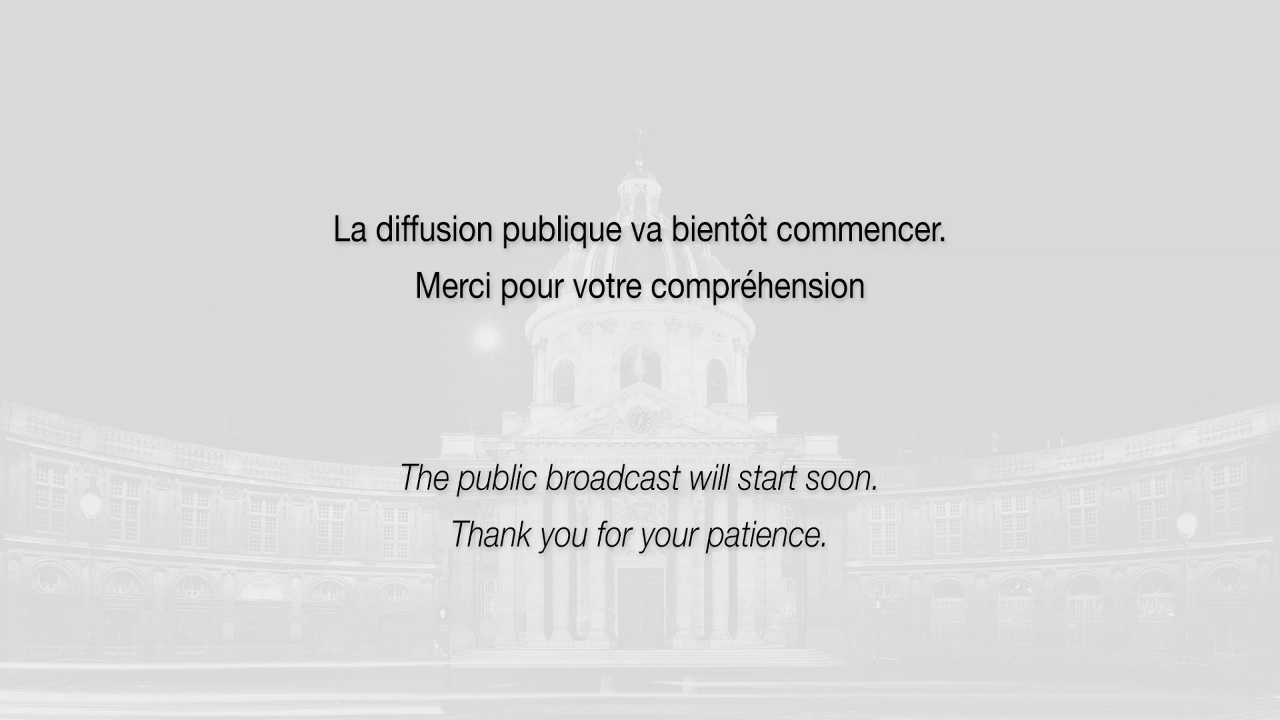 La diffusion publique va bientôt commencer.
Merci pour votre compréhension
The public broadcast will start soon.
Thank you for your patience.